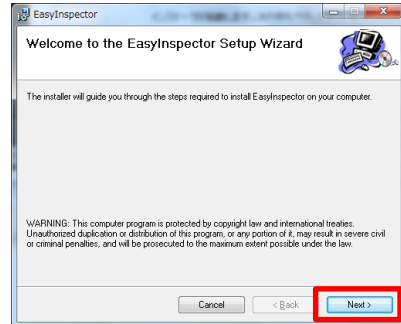 EasyInspector
Welcome to the EasyInspector Setup Wizard
The installer will guide you through the steps required to install EasyInspector on your computer.
WARNING: This computer program is protected by copyright law and international treaties.
Unauthorized duplication or distribution of this program, or any portion of it, may result in severe civil
or criminal penalties, and will be prosecuted to the maximum extent possible under the law.
Cancel
< Back
Next >